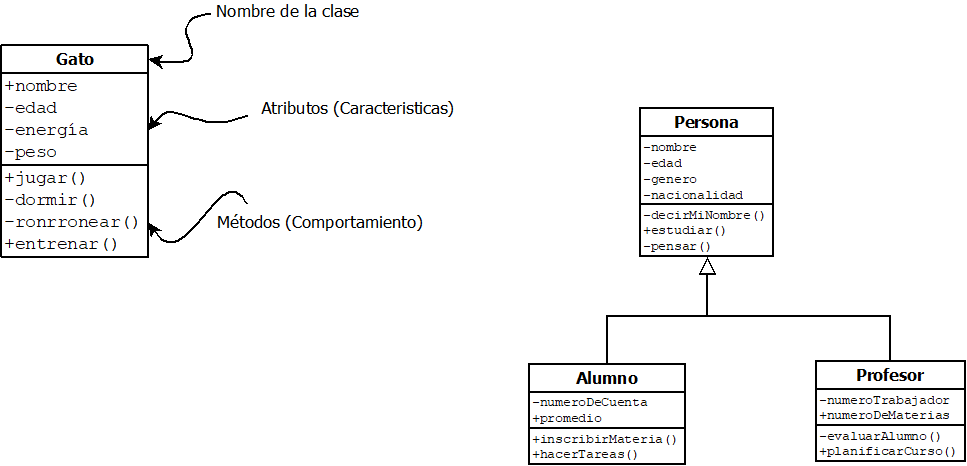 Nombre de la clase
Gato
+nombre
-edad
-energía
-peso
+jugar()
-dormir()
-ronrronear()
+entrenar()
Atributos (Caracteristicas)
Métodos (Comportamiento)
Persona
-nombre
-edad
-genero
-nacionalidad
-decirMiNombre()
+estudiar()
-pensar()
Alumno
-numeroDeCuenta
+promedio
+inscribirMateria()
+hacerTareas()
Profesor
-numeroTrabajador
+numeroDeMaterias
-evaluarAlumno()
+planificarCurso()